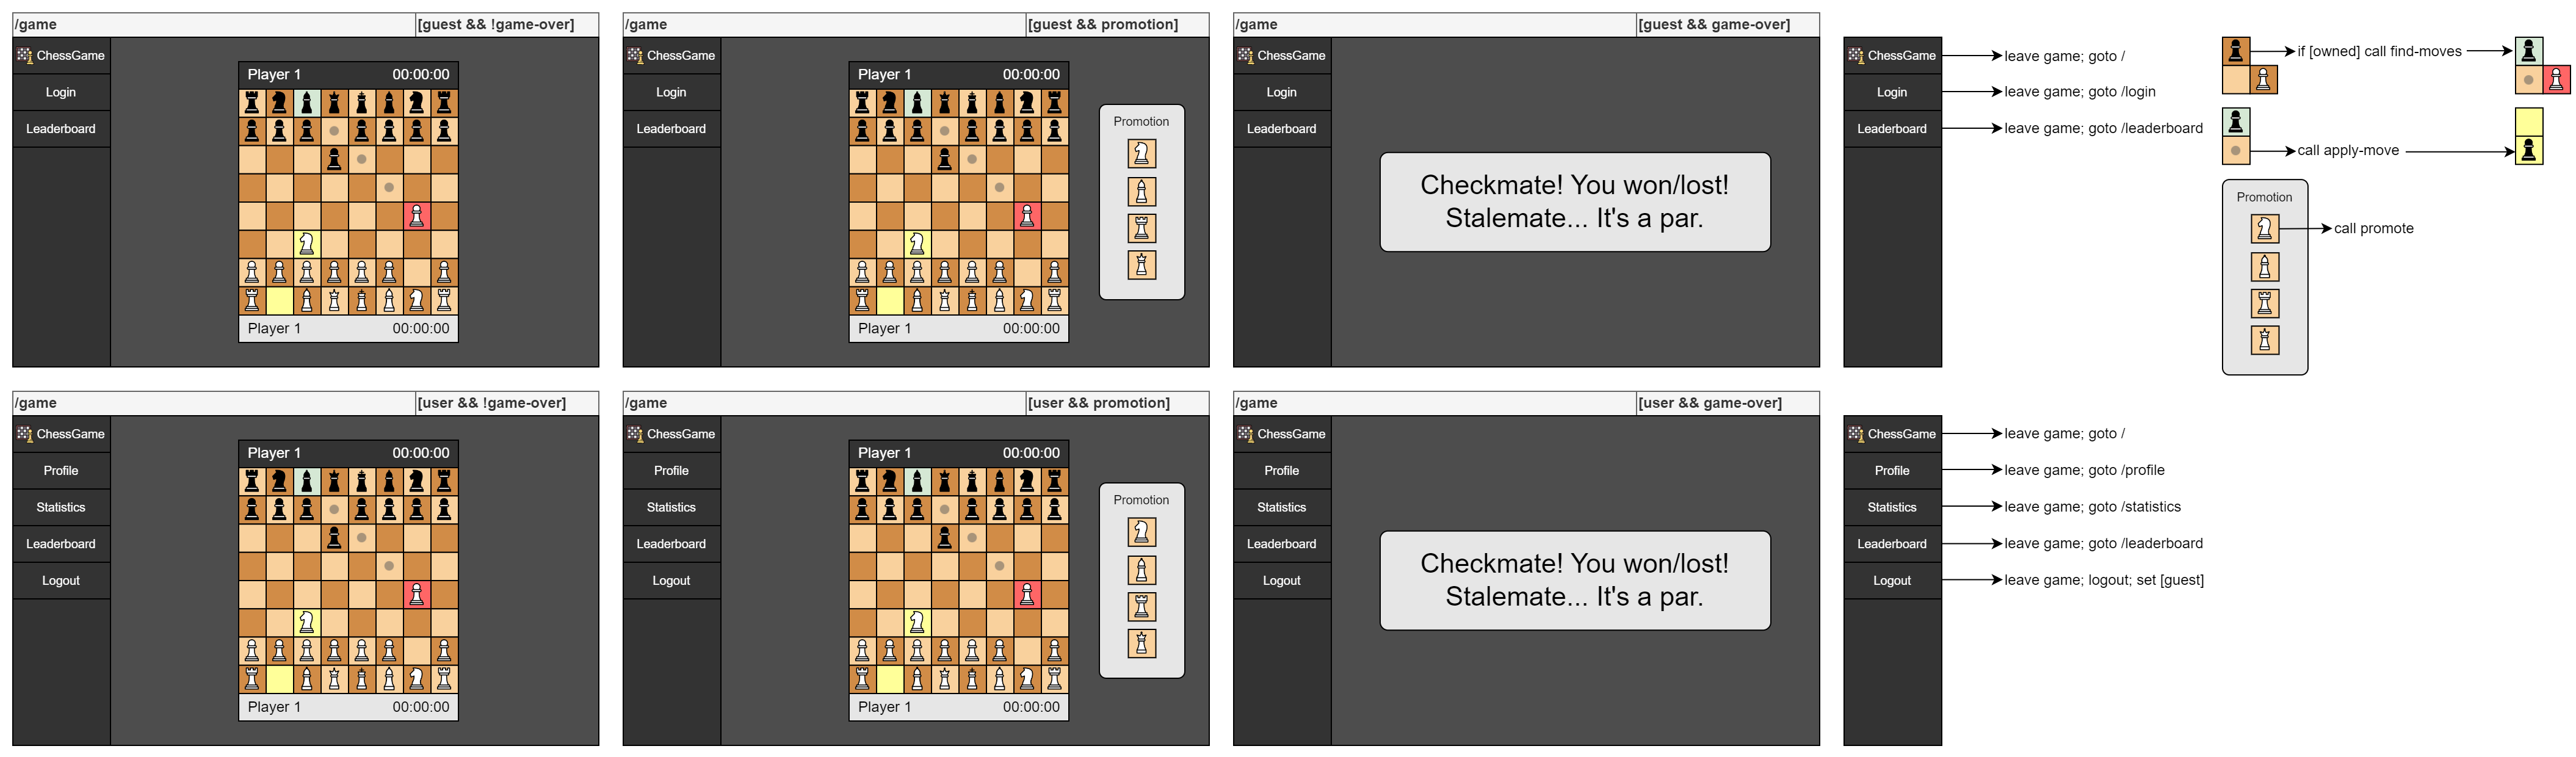 /game
[guest && !game-over]
ChessGame
Login
Leaderboard
Player 1
00:00:00
Player 1
00:00:00
/game
[guest && promotion]
ChessGame
Login
Leaderboard
Player 1
00:00:00
Promotion
Player 1
00:00:00
/game
[guest && game-over]
ChessGame
Login
Leaderboard
Checkmate! You won/lost!
Stalemate... It's a par.
ChessGame
leave game; goto /
Login
leave game; goto /login
Leaderboard
leave game; goto /leaderboard
if [owned] call find-moves
call apply-move
Promotion
call promote
/game
[user && !game-over]
ChessGame
Profile
Statistics
Leaderboard
Logout
Player 1
00:00:00
Player 1
00:00:00
/game
[user && promotion]
ChessGame
Profile
Statistics
Leaderboard
Logout
Player 1
00:00:00
Promotion
Player 1
00:00:00
/game
[user && game-over]
ChessGame
Profile
Statistics
Leaderboard
Logout
Checkmate! You won/lost!
Stalemate... It's a par.
ChessGame
leave game; goto /
Profile
leave game; goto /profile
Statistics
leave game; goto /statistics
Leaderboard
leave game; goto /leaderboard
Logout
leave game; logout; set [guest]